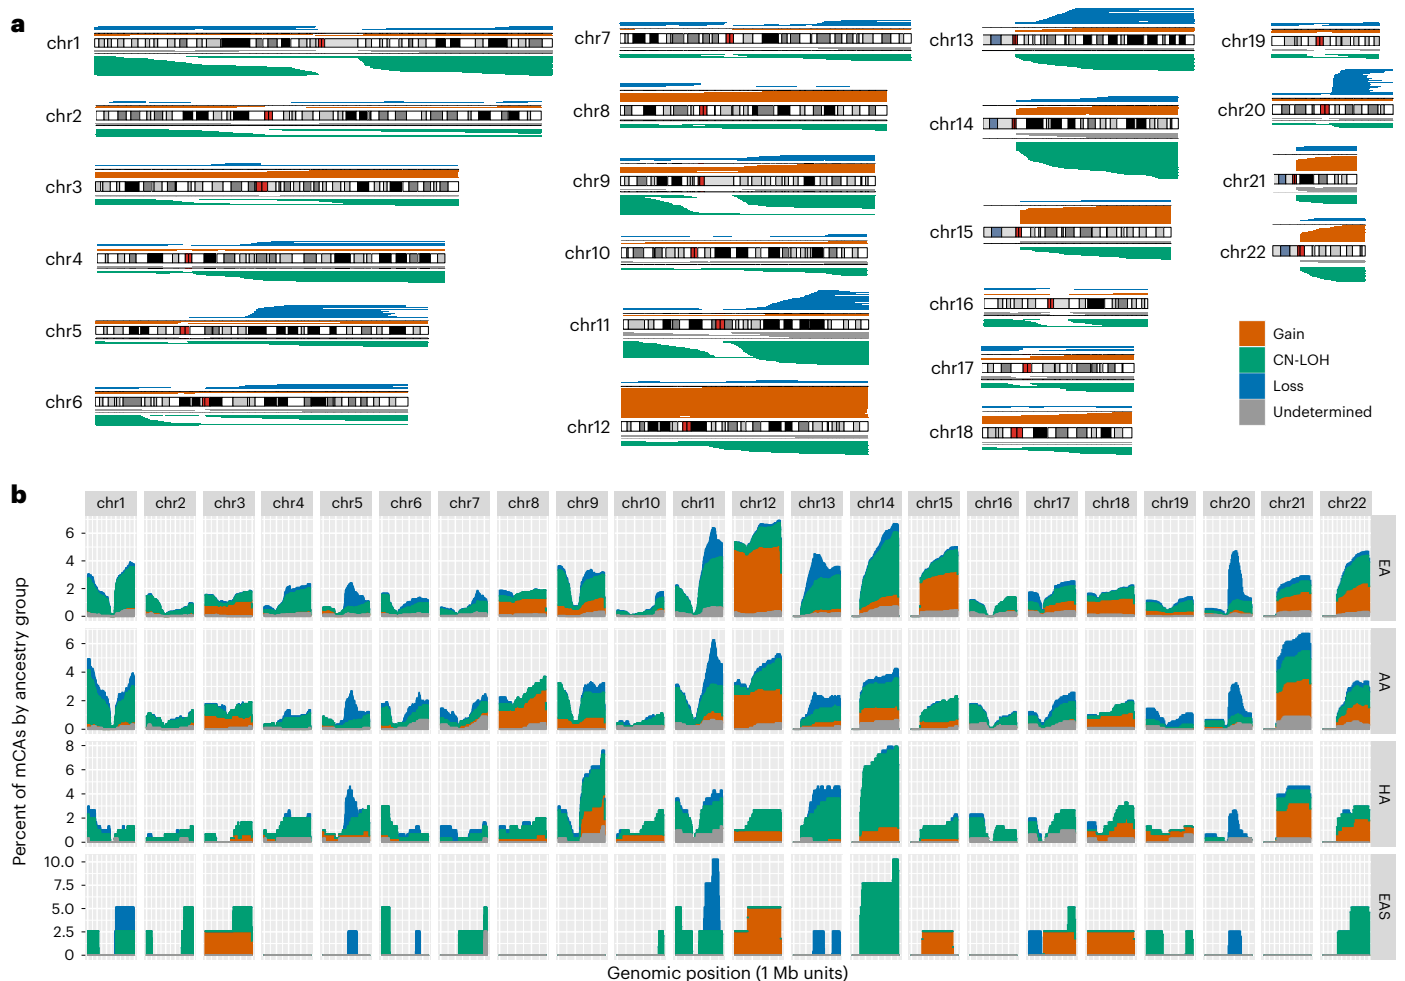 a
chr1
chr2
chr3
chr4
chr5
chr6
chr7
chr8
chr9
chr10
chr11
chr12
chr13
chr14
chr15
chr16
chr17
chr18
chr19
chr20
chr21
chr22
Gain
CN-LOH
Loss
Undetermined
b
chr1 chr2 chr3 chr4 chr5 chr6 chr7 chr8 chr9 chr10 chr11 chr12 chr13 chr14 chr15 chr16 chr17 chr18 chr19 chr20 chr21 chr22
Percent of mCAs by ancestry group
6
4
2
0
EA
6
4
2
0
AA
8
6
4
2
0
HA
10.0
7.5
5.0
2.5
0
EAS
Genomic position (1 Mb units)